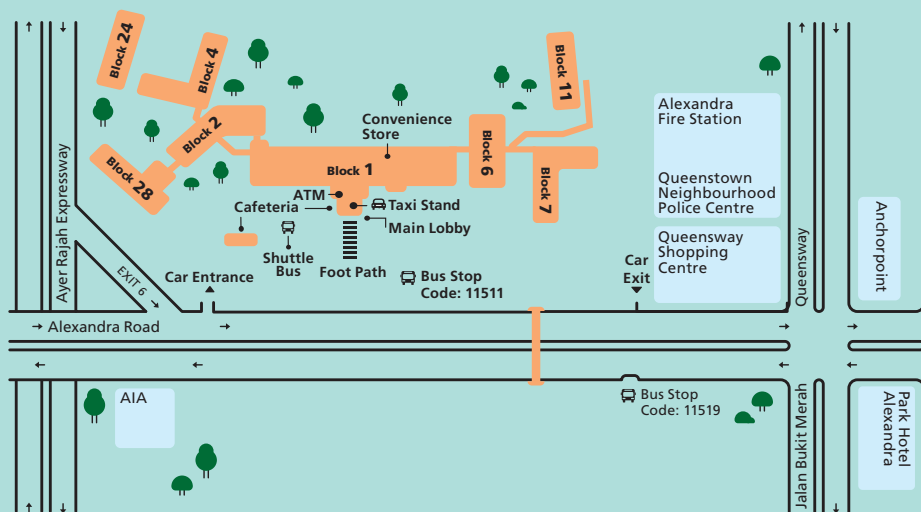 Block 24
Block 4
Block 2
Block 28
Block 1
Convenience
Store
Block 6
Block 11
Block 7
ATM
Cafeteria
Taxi Stand
Main Lobby
Shuttle
Bus
Foot Path
Bus Stop
Code: 11511
Car Entrance
Car
Exit
Alexandra
Fire Station
Queenstown
Neighbourhood
Police Centre
Queensway
Shopping
Centre
Queensway
Anchorpoint
Ayer Rajah Expressway
EXIT 6
Alexandra Road
AIA
Bus Stop
Code: 11519
Jalan Bukit Merah
Park Hotel
Alexandra